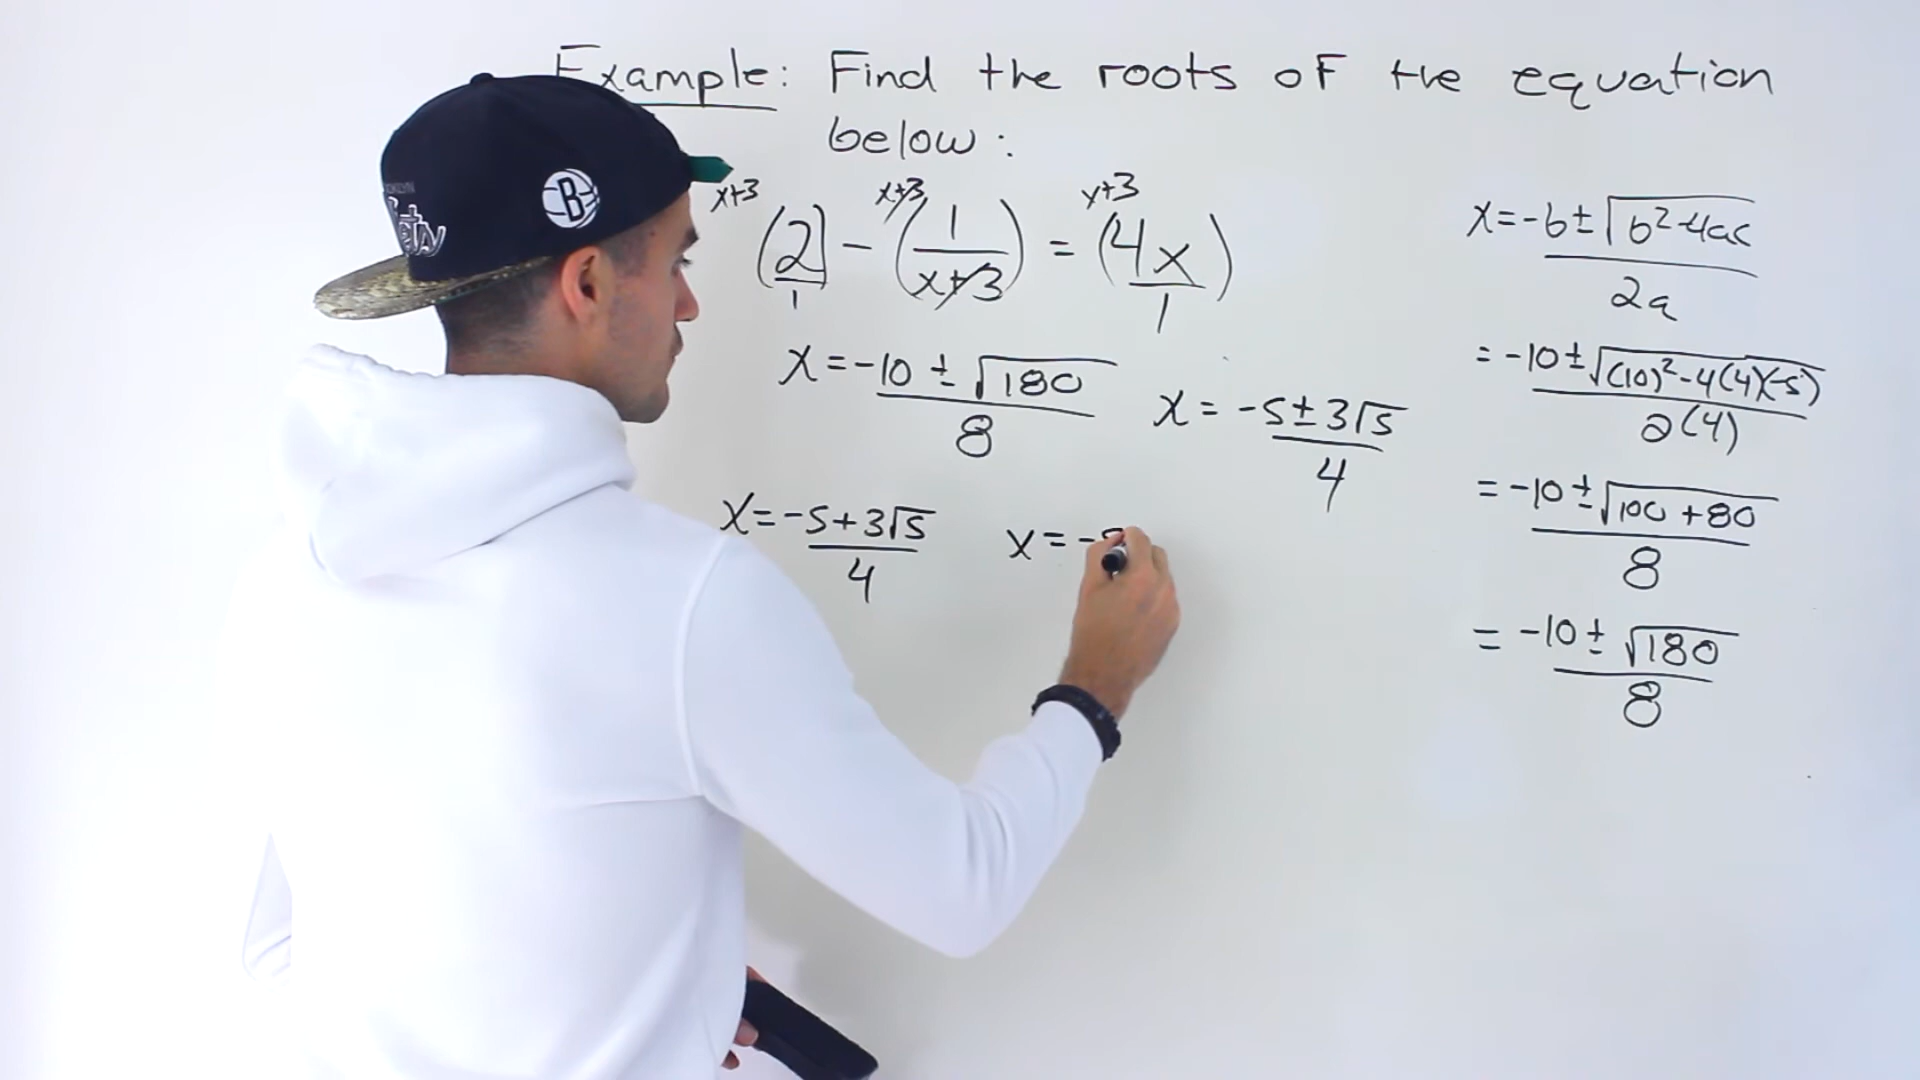 Example: Find the roots of the equation
below:
x+3 (2/1) - x+3 (1/x+3) = x+3 (4x/1)
x = -10 ± √180 / 8
x = -5 ± 3√5 / 4
x = -5 + 3√5 / 4
x = -
x = -b ± √b² - 4ac / 2a
= -10 ± √(10)² - 4(4)(-5) / 2(4)
= -10 ± √100 + 80 / 8
= -10 ± √180 / 8
B